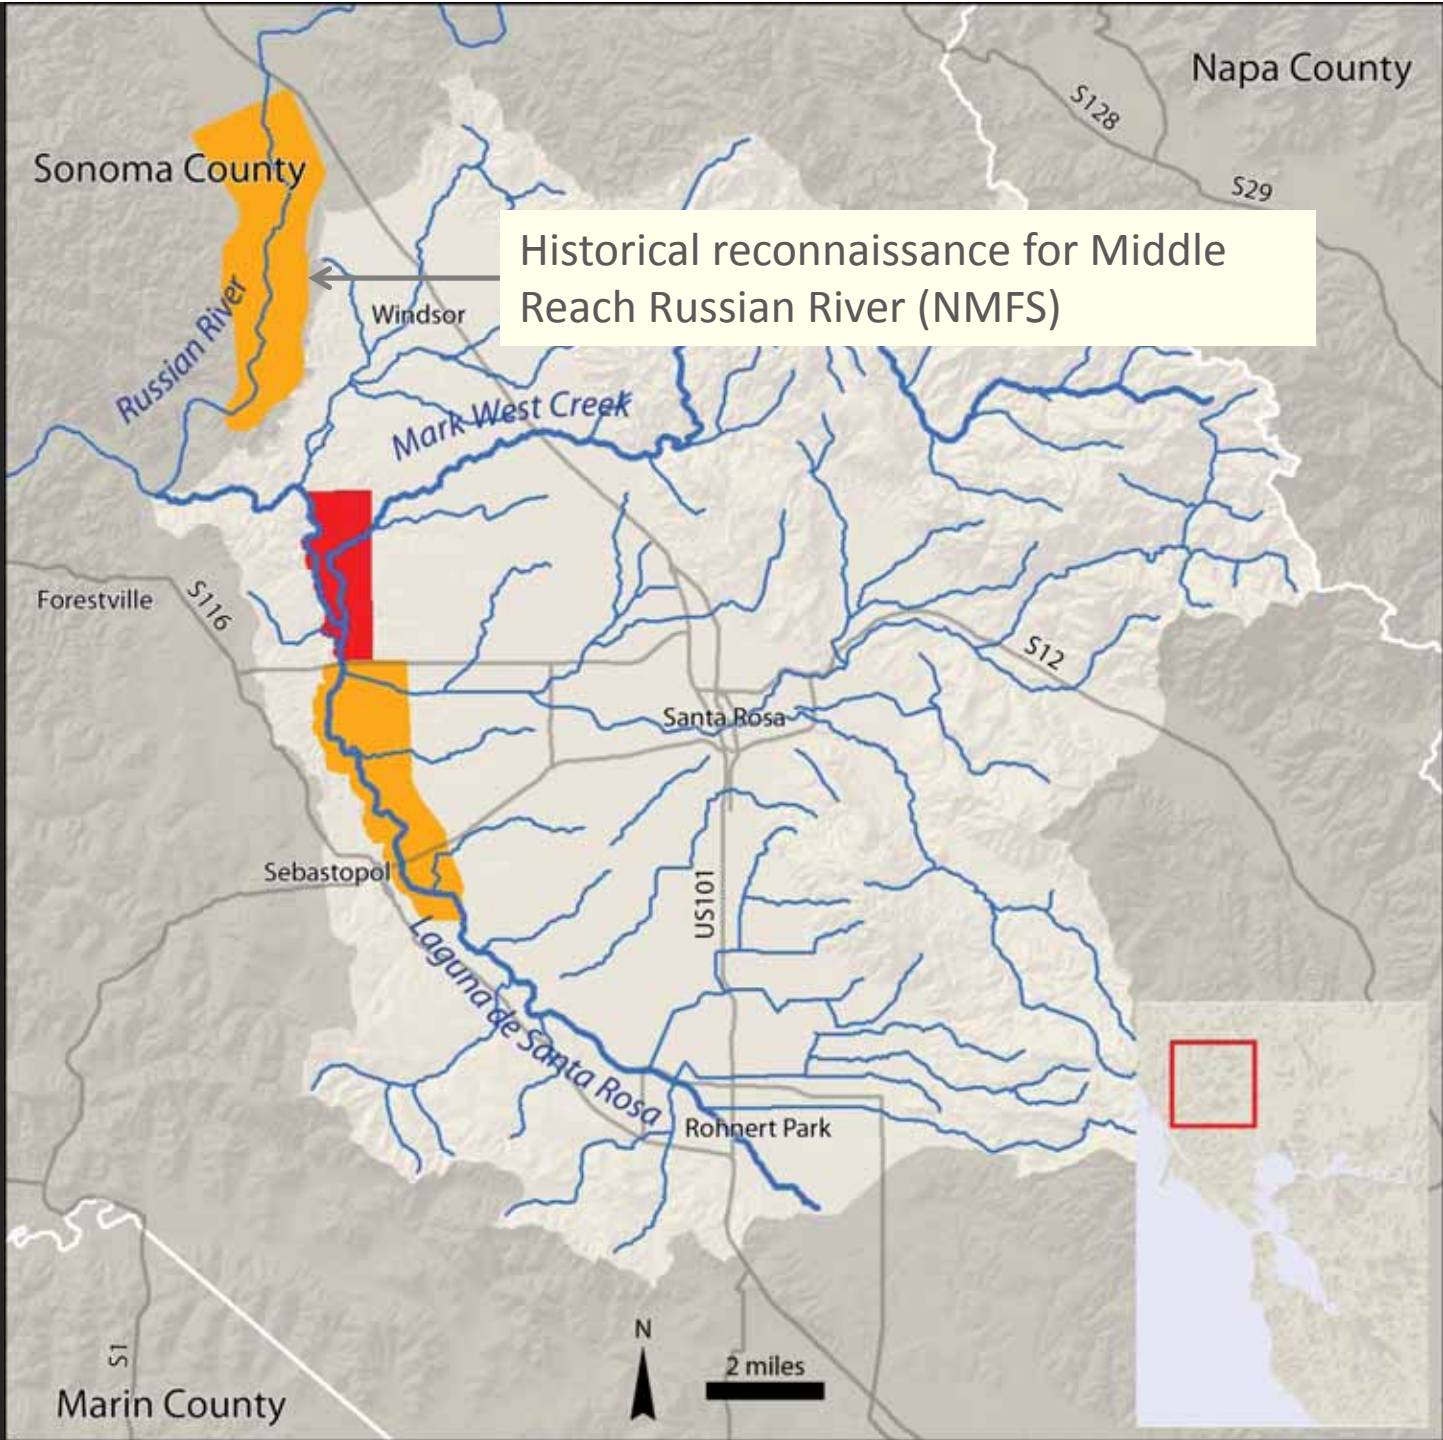 Napa County
S128
Sonoma County
S29
Historical reconnaissance for Middle
Reach Russian River (NMFS)
Windsor
Russian River
Mark West Creek
Forestville
S116
S12
Santa Rosa
Sebastopol
US101
Laguna de Santa Rosa
Rohnert Park
N
2 miles
S1
Marin County